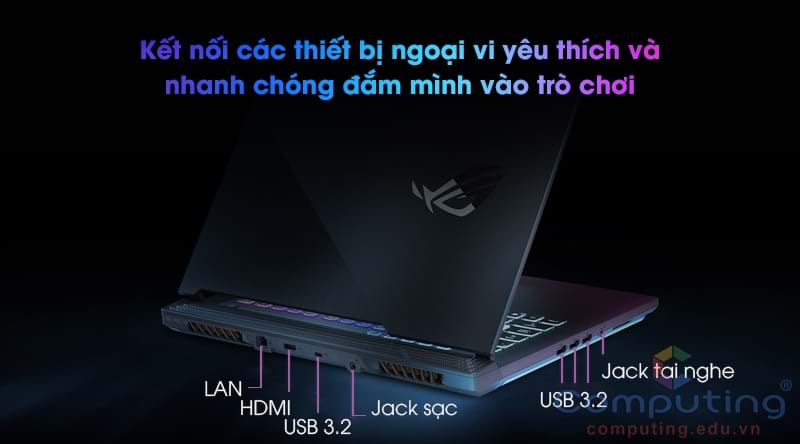 Kết nối các thiết bị ngoại vi yêu thích và
nhanh chóng đắm mình vào trò chơi
LAN
HDMI
USB 3.2
Jack sạc
USB 3.2
Jack tai nghe
Computing®
computing.edu.vn